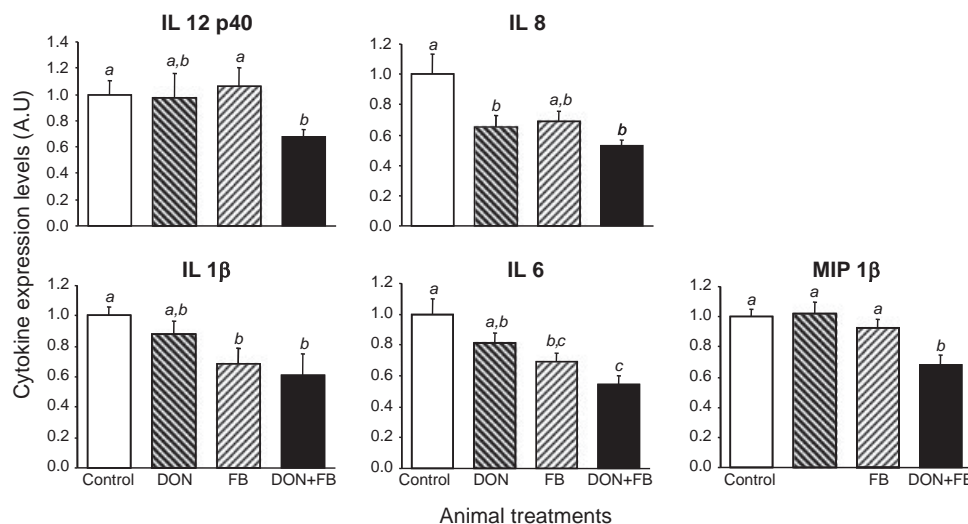 Cytokine expression levels (A.U)
IL 12 p40
1.4
1.2
1.0
0.8
0.6
0.4
0.2
0.0
a
a,b
a
b
IL 8
1.2
1.0
0.8
0.6
0.4
0.2
0.0
a
b
a,b
b
IL 1β
1.2
1.0
0.8
0.6
0.4
0.2
0.0
a
a,b
b
b
Control DON FB DON+FB
IL 6
1.2
1.0
0.8
0.6
0.4
0.2
0.0
a
a,b
b,c
c
Control DON FB DON+FB
MIP 1β
1.2
1.0
0.8
0.6
0.4
0.2
0.0
a
a
a
b
Control FB DON+FB
Animal treatments